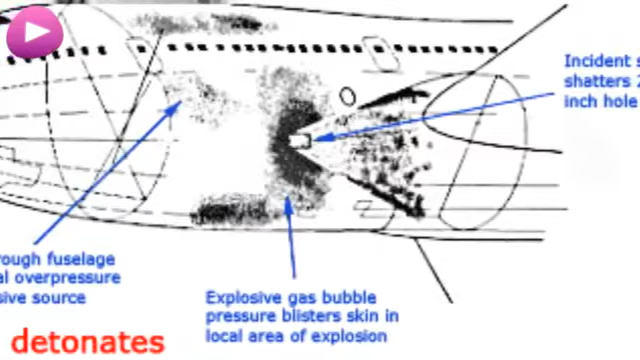 Incident s
shatters 2
inch hole
rough fuselage
al overpressure
sive source
Explosive gas bubble
pressure blisters skin in
local area of explosion
detonates